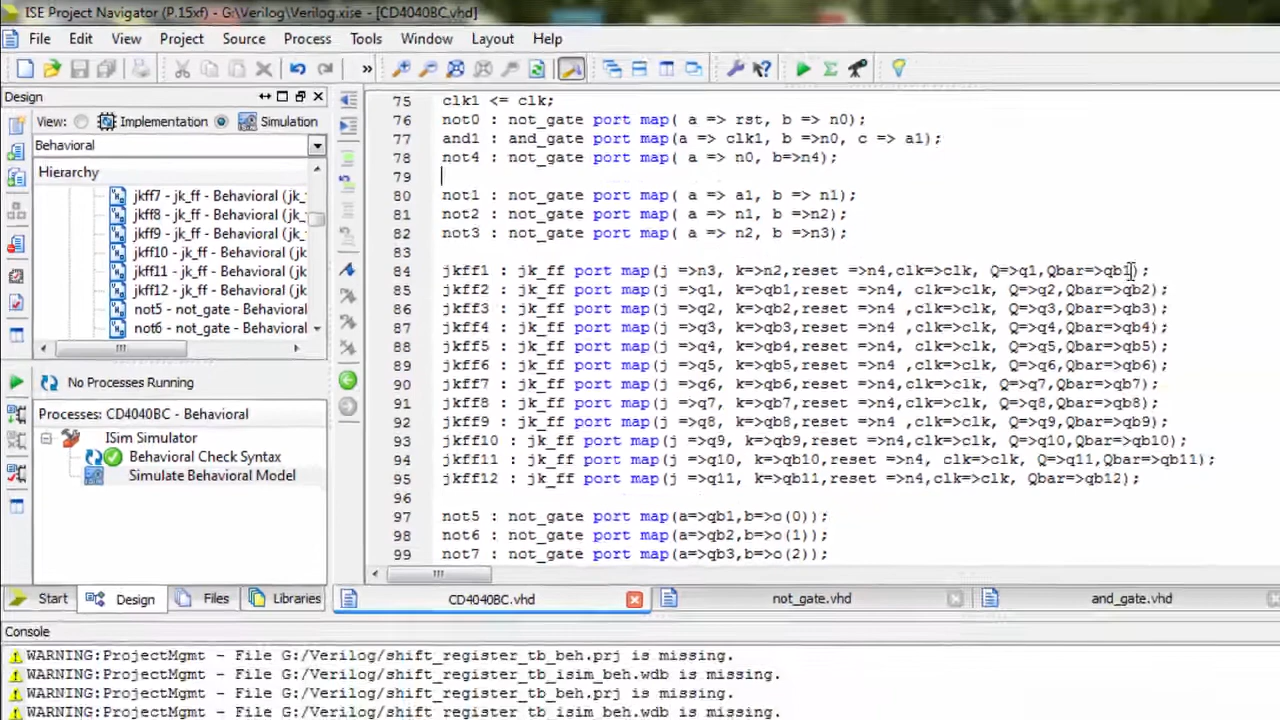 ISE Project Navigator (P.15xf) - G:\Verilog\Verilog.xise - [CD4040BC.vhd]
File Edit View Project Source Process Tools Window Layout Help
»
Design
View: Implementation Simulation
Behavioral
Hierarchy
jkff7 - jk_ff - Behavioral (jk_
jkff8 - jk_ff - Behavioral (jk_
jkff9 - jk_ff - Behavioral (jk_
jkff10 - jk_ff - Behavioral (jk
jkff11 - jk_ff - Behavioral (jk
jkff12 - jk_ff - Behavioral (jk
not5 - not_gate - Behavioral
not6 - not_gate - Behavioral
No Processes Running
Processes: CD4040BC - Behavioral
ISim Simulator
Behavioral Check Syntax
Simulate Behavioral Model
Start Design Files Libraries
75 clk1 <= clk;
76 not0 : not_gate port map( a => rst, b => n0);
77 and1 : and_gate port map(a => clk1, b =>n0, c => a1);
78 not4 : not_gate port map( a => n0, b=>n4);
79
80 not1 : not_gate port map( a => a1, b => n1);
81 not2 : not_gate port map( a => n1, b =>n2);
82 not3 : not_gate port map( a => n2, b =>n3);
83
84 jkff1 : jk_ff port map(j =>n3, k=>n2,reset =>n4,clk=>clk, Q=>q1,Qbar=>qb1);
85 jkff2 : jk_ff port map(j =>q1, k=>qb1,reset =>n4, clk=>clk, Q=>q2,Qbar=>qb2);
86 jkff3 : jk_ff port map(j =>q2, k=>qb2,reset =>n4 ,clk=>clk, Q=>q3,Qbar=>qb3);
87 jkff4 : jk_ff port map(j =>q3, k=>qb3,reset =>n4, clk=>clk, Q=>q4,Qbar=>qb4);
88 jkff5 : jk_ff port map(j =>q4, k=>qb4,reset =>n4, clk=>clk, Q=>q5,Qbar=>qb5);
89 jkff6 : jk_ff port map(j =>q5, k=>qb5,reset =>n4 ,clk=>clk, Q=>q6,Qbar=>qb6);
90 jkff7 : jk_ff port map(j =>q6, k=>qb6,reset =>n4,clk=>clk, Q=>q7,Qbar=>qb7);
91 jkff8 : jk_ff port map(j =>q7, k=>qb7,reset =>n4,clk=>clk, Q=>q8,Qbar=>qb8);
92 jkff9 : jk_ff port map(j =>q8, k=>qb8,reset =>n4,clk=>clk, Q=>q9,Qbar=>qb9);
93 jkff10 : jk_ff port map(j =>q9, k=>qb9,reset =>n4,clk=>clk, Q=>q10,Qbar=>qb10);
94 jkff11 : jk_ff port map(j =>q10, k=>qb10,reset =>n4, clk=>clk, Q=>q11,Qbar=>qb11);
95 jkff12 : jk_ff port map(j =>q11, k=>qb11,reset =>n4,clk=>clk, Qbar=>qb12);
96
97 not5 : not_gate port map(a=>qb1,b=>o(0));
98 not6 : not_gate port map(a=>qb2,b=>o(1));
99 not7 : not_gate port map(a=>qb3,b=>o(2));
CD4040BC.vhd not_gate.vhd and_gate.vhd
Console
WARNING:ProjectMgmt - File G:/Verilog/shift_register_tb_beh.prj is missing.
WARNING:ProjectMgmt - File G:/Verilog/shift_register_tb_isim_beh.wdb is missing.
WARNING:ProjectMgmt - File G:/Verilog/shift_register_tb_beh.prj is missing.
WARNING:ProjectMgmt - File G:/Verilog/shift register tb isim beh.wdb is missing.